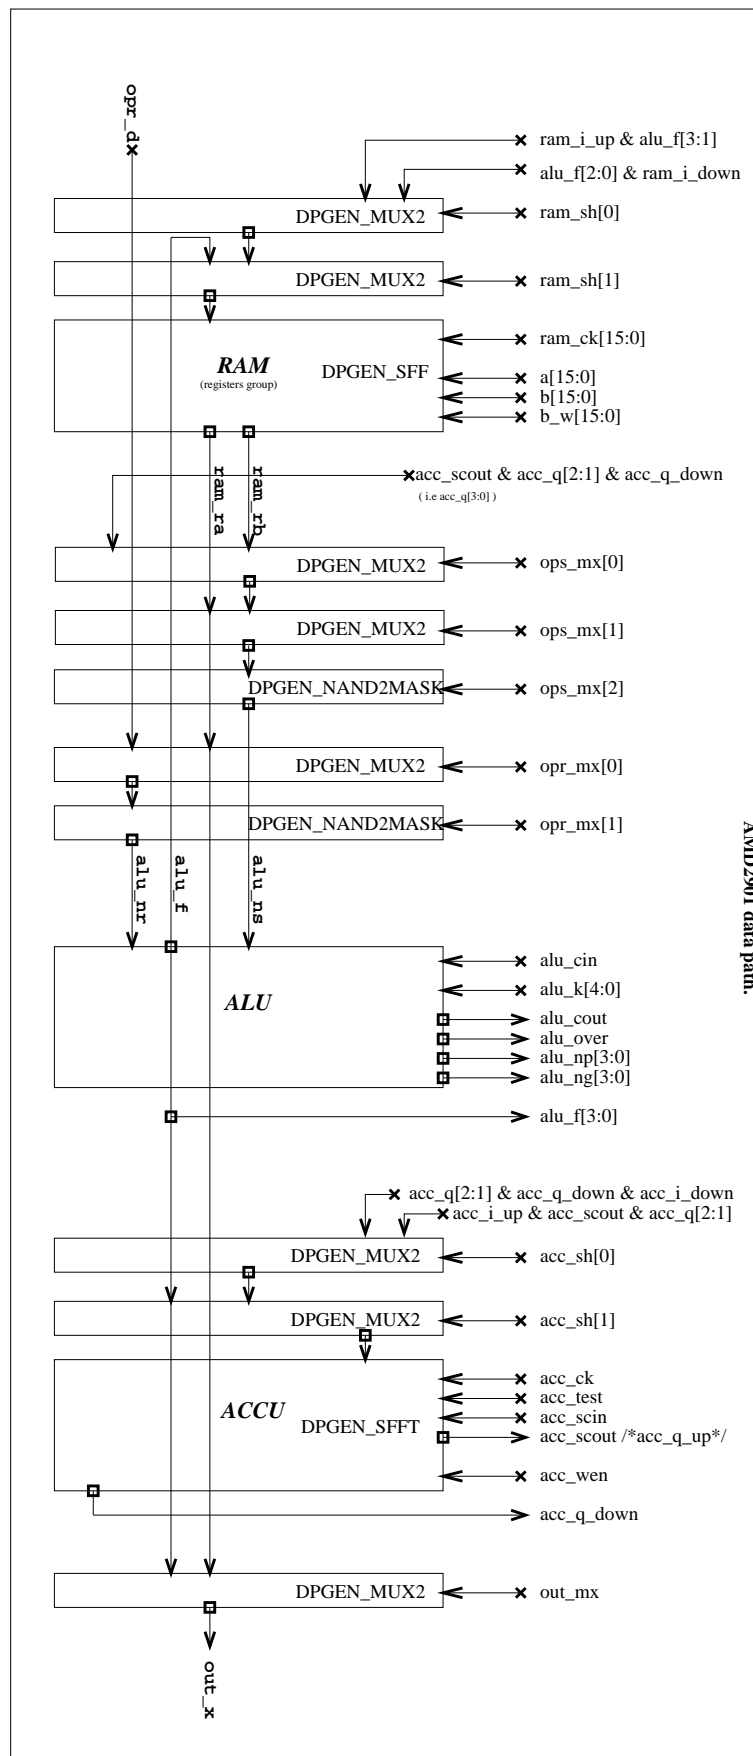 opr_d
ram_i_up & alu_f[3:1]
alu_f[2:0] & ram_i_down
DPGEN_MUX2
ram_sh[0]
DPGEN_MUX2
ram_sh[1]
RAM
(registers group)
DPGEN_SFF
ram_ck[15:0]
a[15:0]
b[15:0]
b_w[15:0]
ram_ra
ram_rb
acc_scout & acc_q[2:1] & acc_q_down
( i.e acc_q[3:0] )
DPGEN_MUX2
ops_mx[0]
DPGEN_MUX2
ops_mx[1]
DPGEN_NAND2MASK
ops_mx[2]
DPGEN_MUX2
opr_mx[0]
DPGEN_NAND2MASK
opr_mx[1]
AMD2901 data path.
alu_nr
alu_f
alu_ns
ALU
alu_cin
alu_k[4:0]
alu_cout
alu_over
alu_np[3:0]
alu_ng[3:0]
alu_f[3:0]
acc_q[2:1] & acc_q_down & acc_i_down
acc_i_up & acc_scout & acc_q[2:1]
DPGEN_MUX2
acc_sh[0]
DPGEN_MUX2
acc_sh[1]
ACCU
DPGEN_SFFT
acc_ck
acc_test
acc_scin
acc_scout /*acc_q_up*/
acc_wen
acc_q_down
DPGEN_MUX2
out_mx
out_x